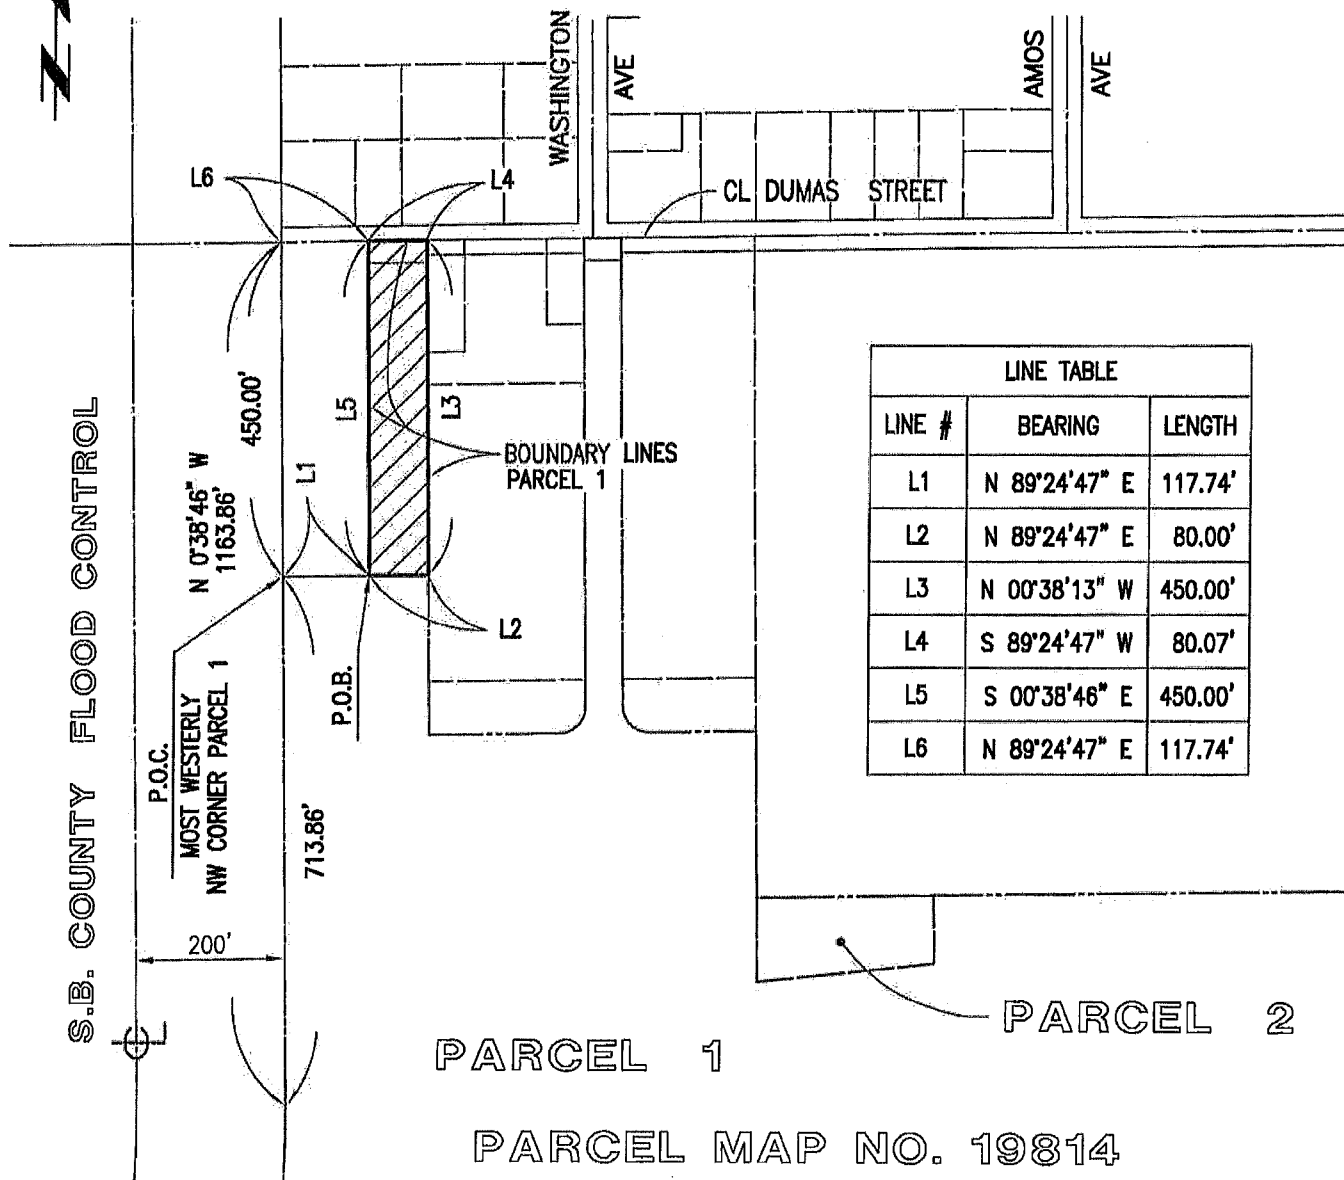 WASHINGTON
AVE
AMOS
AVE
L6
L4
CL DUMAS STREET
450.00'
N 0°38'46" W
1163.86'
L1
L5
L3
BOUNDARY LINES
PARCEL 1
L2
P.O.B.
P.O.C.
MOST WESTERLY
NW CORNER PARCEL 1
713.86'
200'
S.B. COUNTY FLOOD CONTROL
CL
LINE TABLE
LINE # BEARING LENGTH
L1 N 89°24'47" E 117.74'
L2 N 89°24'47" E 80.00'
L3 N 00°38'13" W 450.00'
L4 S 89°24'47" W 80.07'
L5 S 00°38'46" E 450.00'
L6 N 89°24'47" E 117.74'
PARCEL 2
PARCEL 1
PARCEL MAP NO. 19814